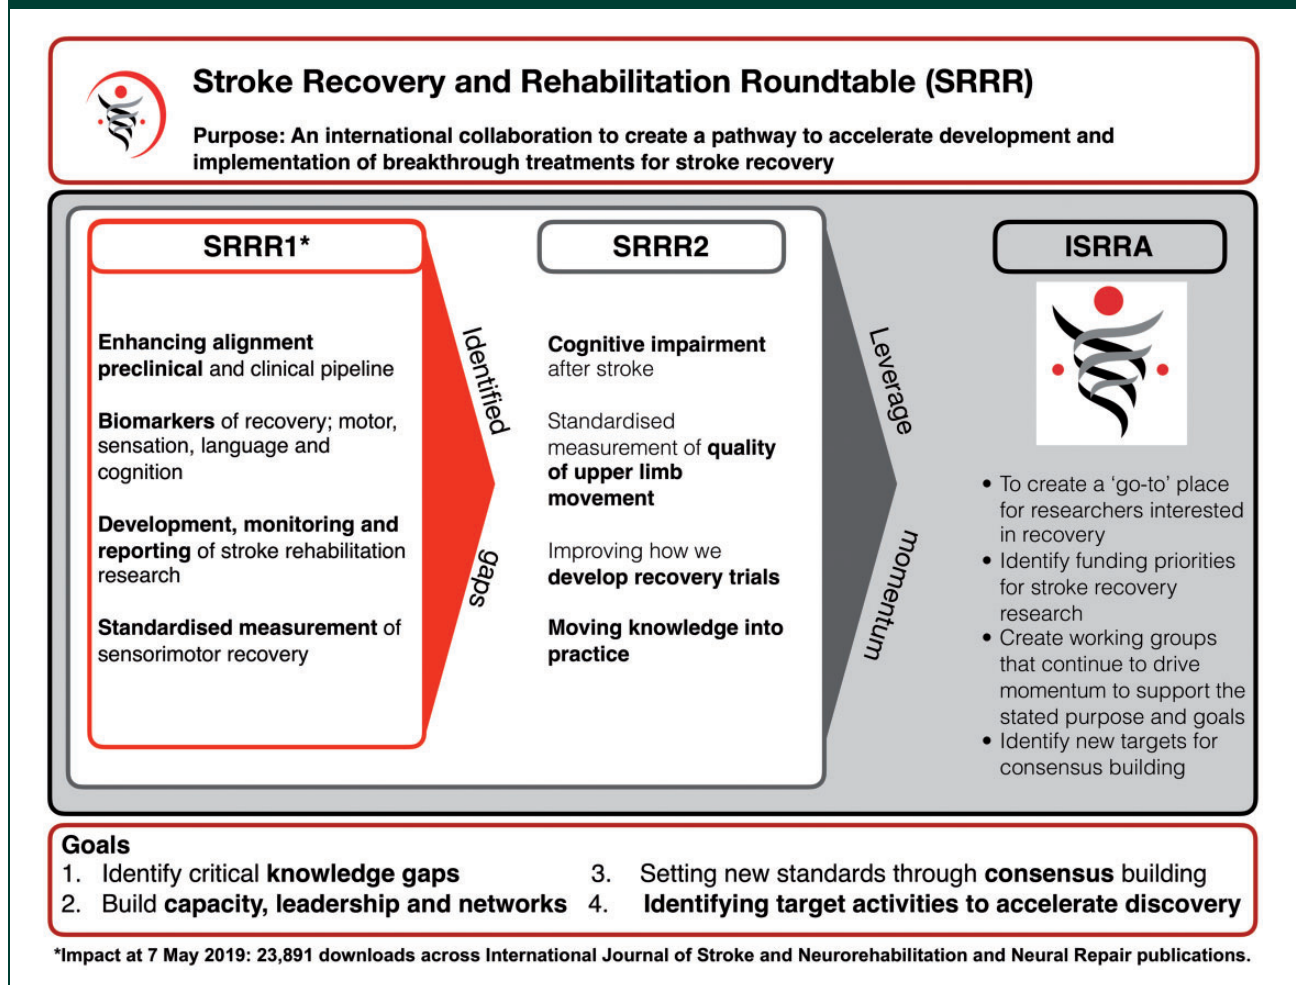 Stroke Recovery and Rehabilitation Roundtable (SRRR)
Purpose: An international collaboration to create a pathway to accelerate development and
implementation of breakthrough treatments for stroke recovery
SRRR1*
Enhancing alignment
preclinical and clinical pipeline
Biomarkers of recovery; motor,
sensation, language and
cognition
Development, monitoring and
reporting of stroke rehabilitation
research
Standardised measurement of
sensorimotor recovery
Identified
gaps
SRRR2
Cognitive impairment
after stroke
Standardised
measurement of quality
of upper limb
movement
Improving how we
develop recovery trials
Moving knowledge into
practice
Leverage
momentum
ISRRA
• To create a ‘go-to’ place
for researchers interested
in recovery
• Identify funding priorities
for stroke recovery
research
• Create working groups
that continue to drive
momentum to support the
stated purpose and goals
• Identify new targets for
consensus building
Goals
1. Identify critical knowledge gaps
2. Build capacity, leadership and networks
3. Setting new standards through consensus building
4. Identifying target activities to accelerate discovery
*Impact at 7 May 2019: 23,891 downloads across International Journal of Stroke and Neurorehabilitation and Neural Repair publications.